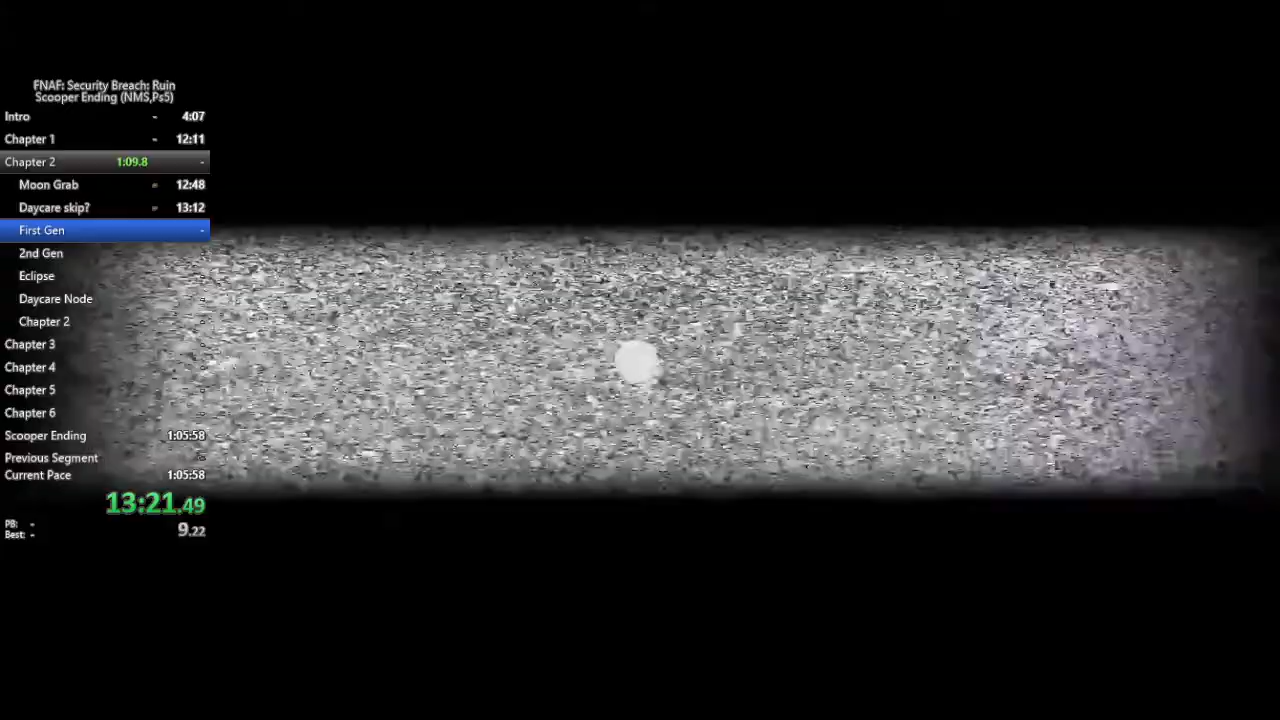 FNAF: Security Breach: Ruin
Scooper Ending (NMS,Ps5)
Intro - 4:07
Chapter 1 - 12:11
Chapter 2 1:09.8 -
Moon Grab - 12:48
Daycare skip? - 13:12
First Gen -
2nd Gen
Eclipse
Daycare Node
Chapter 2
Chapter 3
Chapter 4
Chapter 5
Chapter 6
Scooper Ending 1:05:58
Previous Segment
Current Pace 1:05:58
13:21.49
PB: -
Best: - 9.22